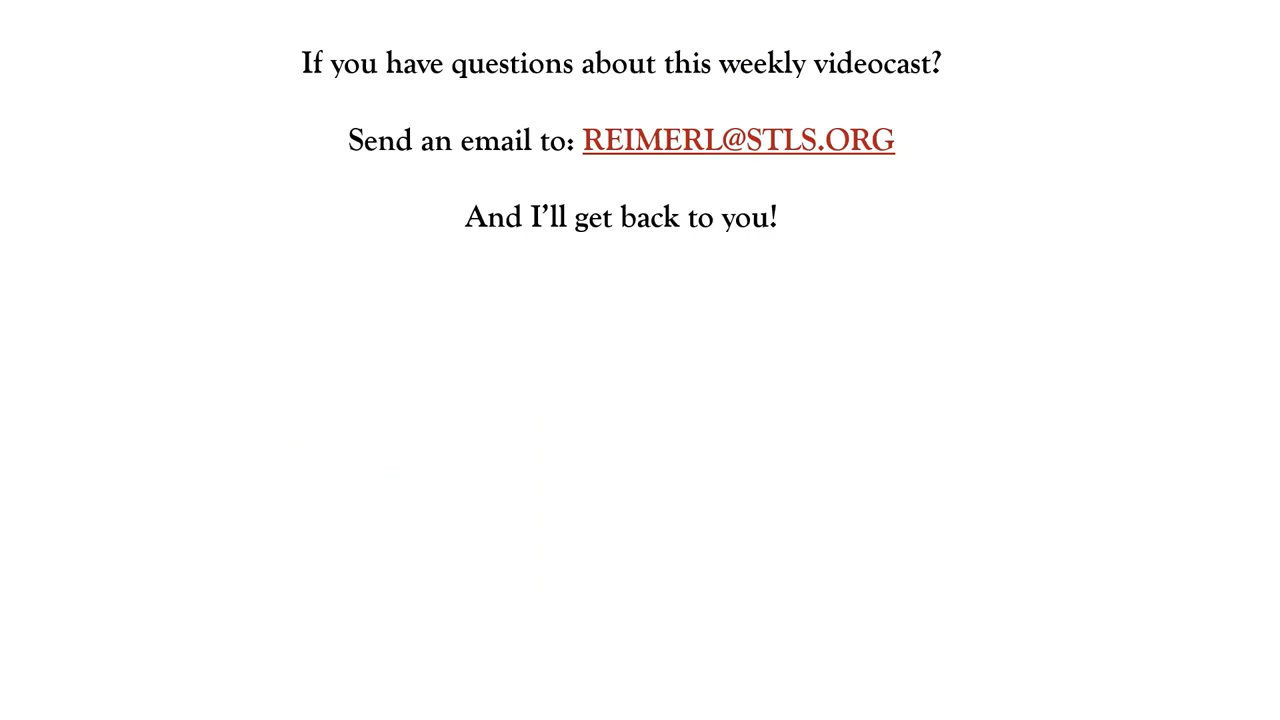 If you have questions about this weekly videocast?
Send an email to: REIMERL@STLS.ORG
And I’ll get back to you!